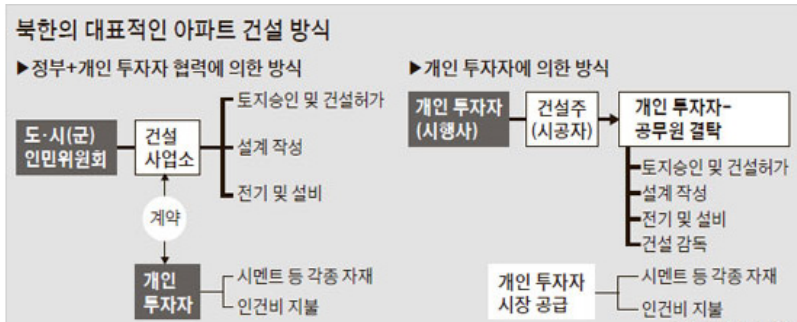 북한의 대표적인 아파트 건설 방식
▶정부+개인 투자자 협력에 의한 방식
도·시(군)
인민위원회
건설
사업소
토지승인 및 건설허가
설계 작성
전기 및 설비
계약
개인
투자자
시멘트 등 각종 자재
인건비 지불
▶개인 투자자에 의한 방식
개인 투자자
(시행사)
건설주
(시공자)
개인 투자자–
공무원 결탁
토지승인 및 건설허가
설계 작성
전기 및 설비
건설 감독
개인 투자자
시장 공급
시멘트 등 각종 자재
인건비 지불